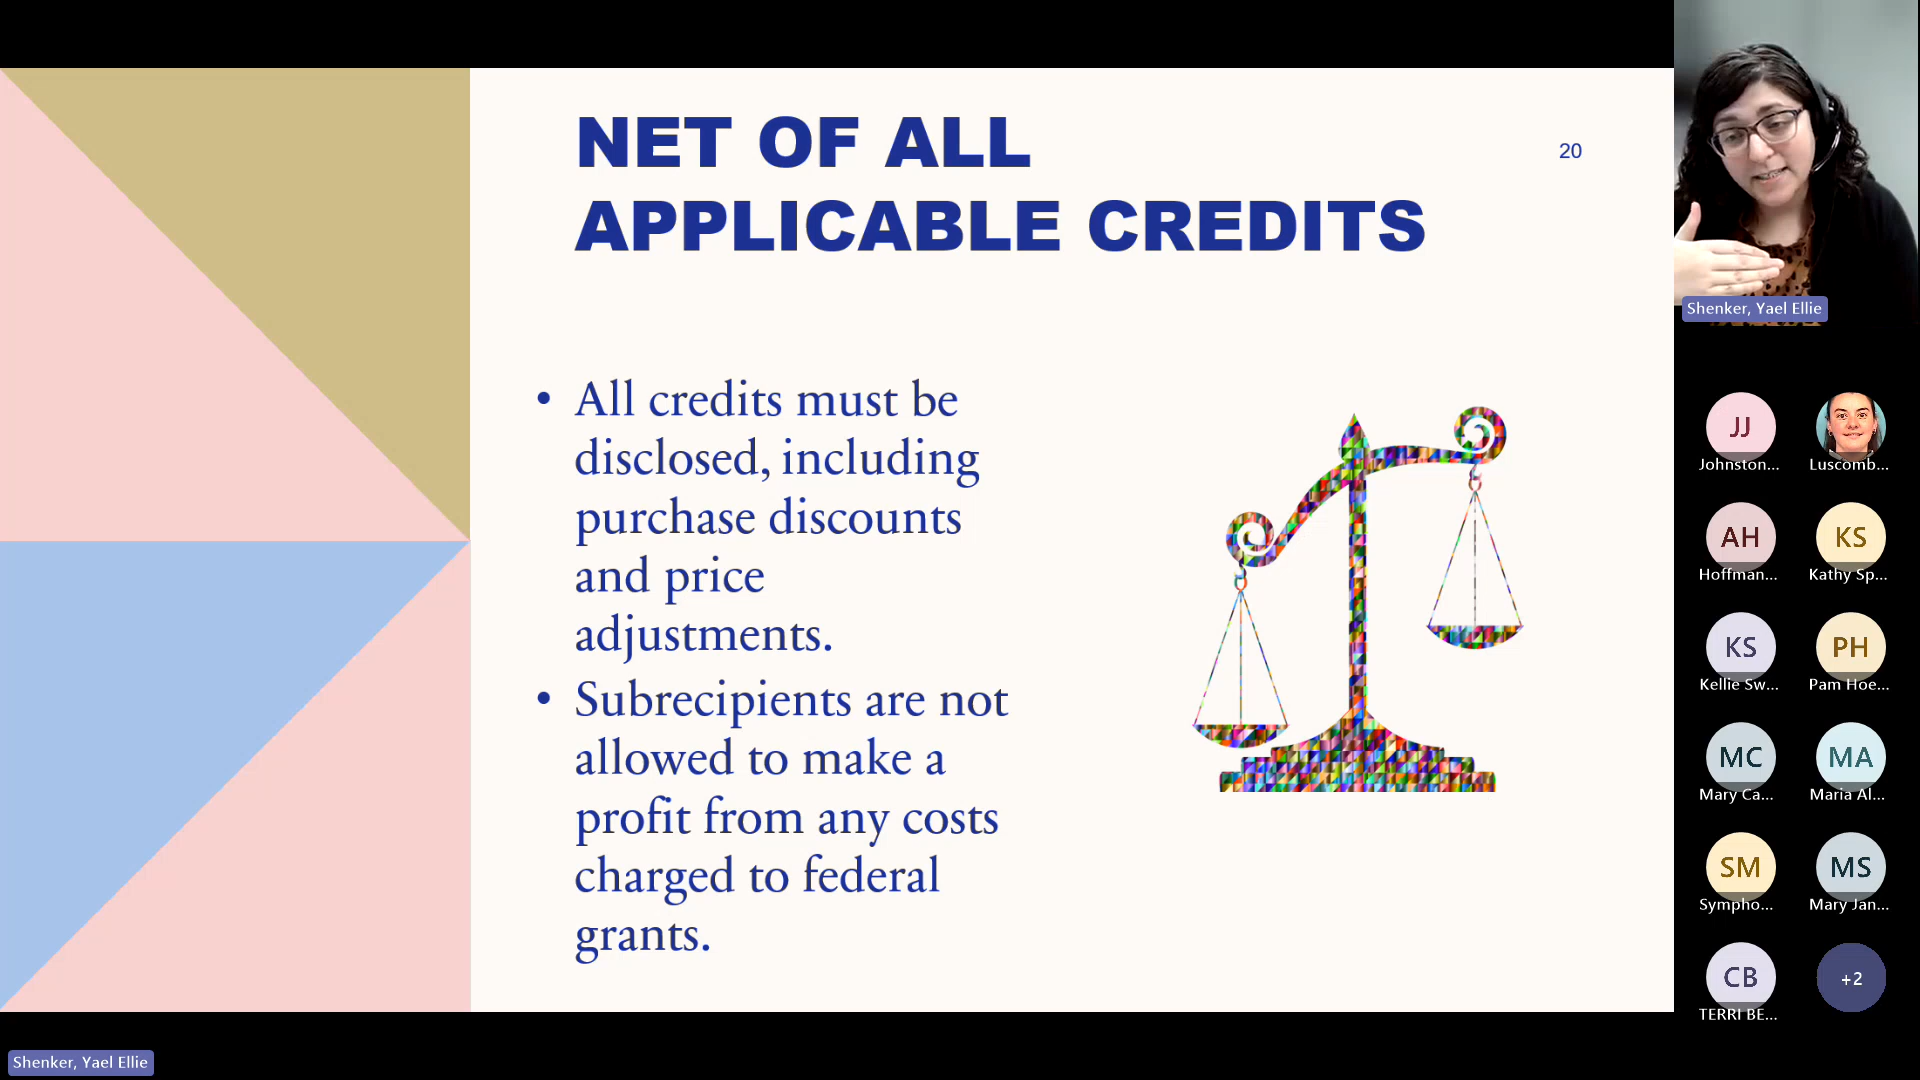 NET OF ALL
APPLICABLE CREDITS
20
• All credits must be
disclosed, including
purchase discounts
and price
adjustments.
• Subrecipients are not
allowed to make a
profit from any costs
charged to federal
grants.
Shenker, Yael Ellie
JJ
Johnston...
Luscomb...
AH
Hoffman...
KS
Kathy Sp...
KS
Kellie Sw...
PH
Pam Hoe...
MC
Mary Ca...
MA
Maria Al...
SM
Sympho...
MS
Mary Jan...
CB
TERRI BE...
+2
Shenker, Yael Ellie